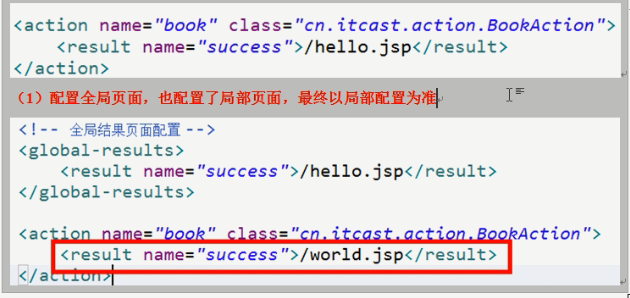 <action name="book" class="cn.itcast.action.BookAction">
<result name="success">/hello.jsp</result>
</action>
（1）配置全局页面，也配置了局部页面，最终以局部配置为准
<!-- 全局结果页面配置 -->
<global-results>
<result name="success">/hello.jsp</result>
</global-results>
<action name="book" class="cn.itcast.action.BookAction">
<result name="success">/world.jsp</result>
</action>